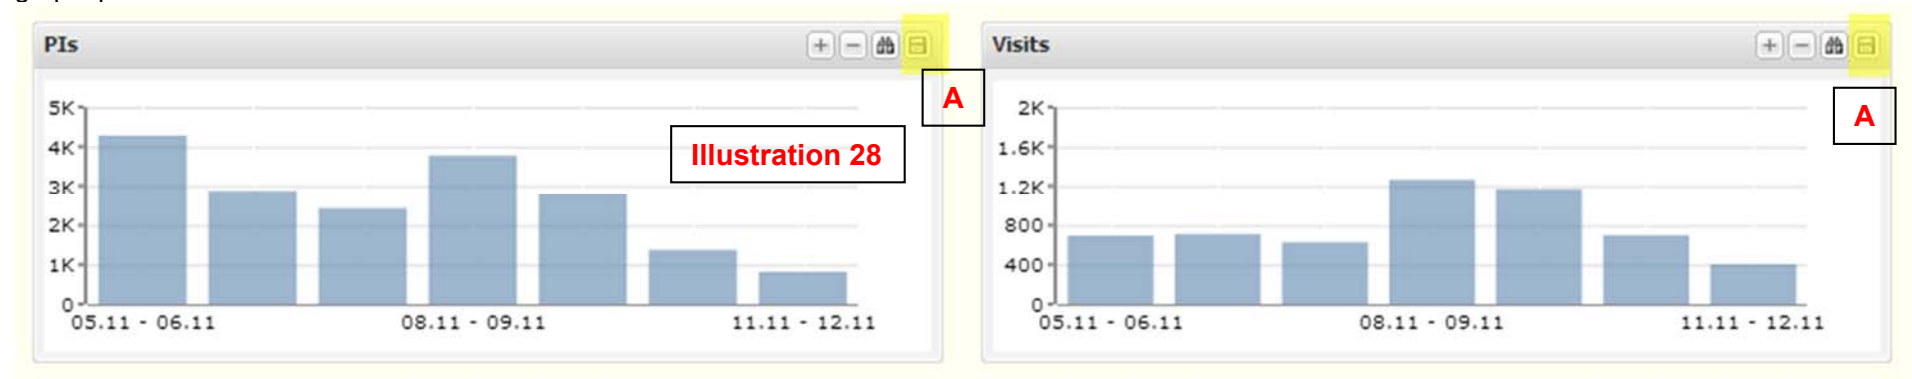 PIs
A
Illustration 28
5K
4K
3K
2K
1K
0
05.11 - 06.11
08.11 - 09.11
11.11 - 12.11
Visits
A
2K
1.6K
1.2K
800
400
0
05.11 - 06.11
08.11 - 09.11
11.11 - 12.11